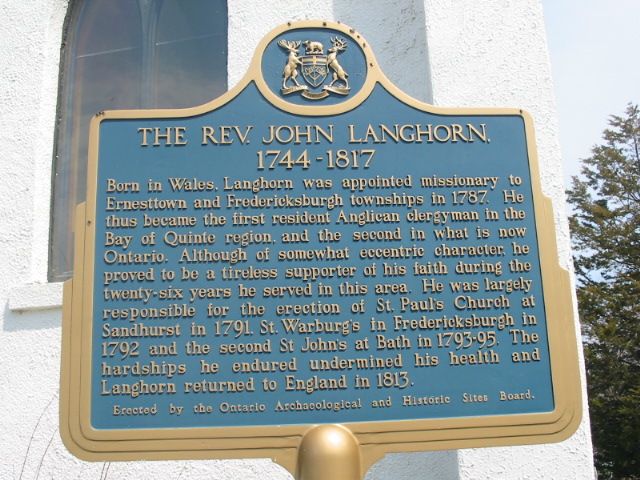 THE REV. JOHN LANGHORN,
1744-1817
Born in Wales, Langhorn was appointed missionary to
Ernesttown and Fredericksburgh townships in 1787. He
thus became the first resident Anglican clergyman in the
Bay of Quinte region, and the second in what is now
Ontario. Although of somewhat eccentric character, he
proved to be a tireless supporter of his faith during the
twenty-six years he served in this area. He was largely
responsible for the erection of St. Paul's Church at
Sandhurst in 1791, St. Warburg's in Fredericksburgh in
1792 and the second St John's at Bath in 1793-95. The
hardships he endured undermined his health and
Langhorn returned to England in 1813.
Erected by the Ontario Archaeological and Historic Sites Board.